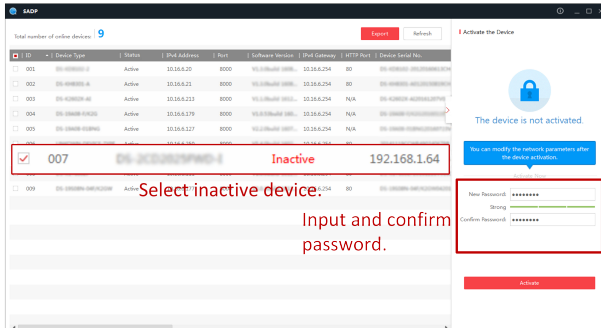 SADP
Total number of online devices: 9
Export
Refresh
ID | Device Type | Status | IPv4 Address | Port | Software Version | IPv4 Gateway | HTTP Port | Device Serial No.
001 Active 10.16.6.20 8000 10.16.6.254 80
002 Active 10.16.6.21 8000 10.16.6.254 80
003 Active 10.16.6.213 8000 10.16.6.254 N/A
004 Active 10.16.6.179 8000 10.16.6.254 N/A
005 Active 10.16.6.127 8000 10.16.6.254 N/A
007 Inactive 192.168.1.64
009 Active 80
Select inactive device.
Input and confirm
password.
Activate the Device
The device is not activated.
You can modify the network parameters after
the device activation.
Activate Now
New Password:
Strong
Confirm Password:
Activate